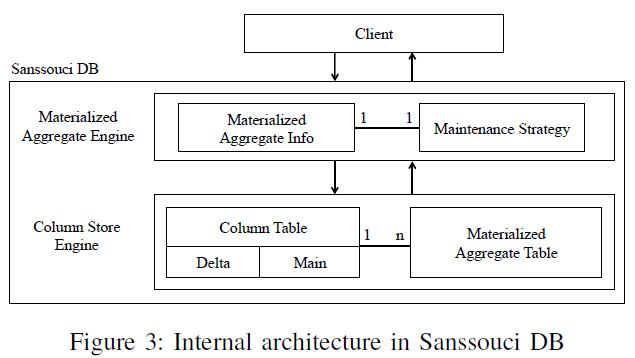 Client
Sanssouci DB
Materialized
Aggregate Engine
Materialized
Aggregate Info
1
1
Maintenance Strategy
Column Store
Engine
Column Table
Delta
Main
1
n
Materialized
Aggregate Table
Figure 3: Internal architecture in Sanssouci DB